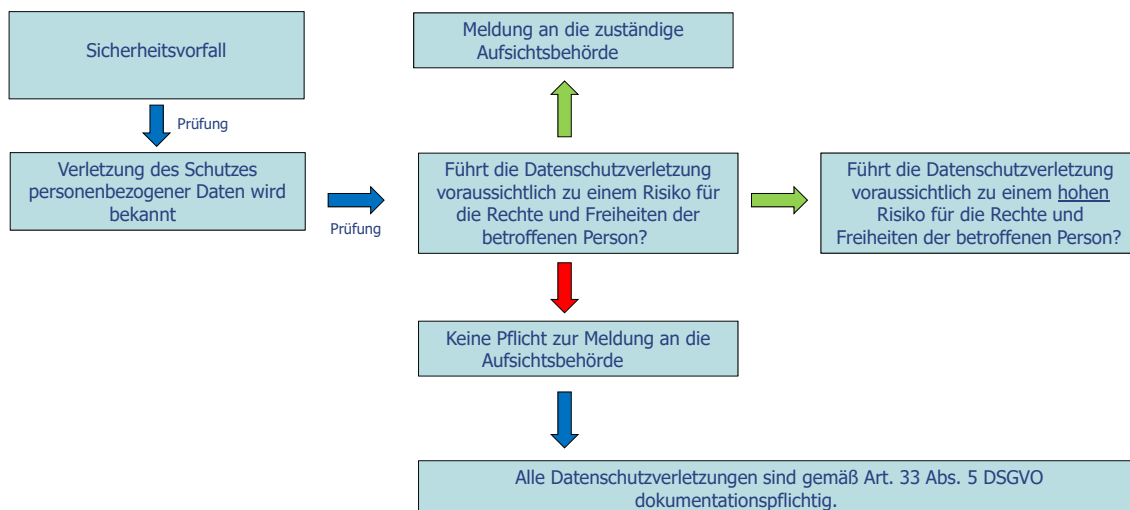 Sicherheitsvorfall
Prüfung
Verletzung des Schutzes
personenbezogener Daten wird
bekannt
Prüfung
Meldung an die zuständige
Aufsichtsbehörde
Führt die Datenschutzverletzung
voraussichtlich zu einem Risiko für
die Rechte und Freiheiten der
betroffenen Person?
Führt die Datenschutzverletzung
voraussichtlich zu einem hohen
Risiko für die Rechte und
Freiheiten der betroffenen Person?
Keine Pflicht zur Meldung an die
Aufsichtsbehörde
Alle Datenschutzverletzungen sind gemäß Art. 33 Abs. 5 DSGVO
dokumentationspflichtig.